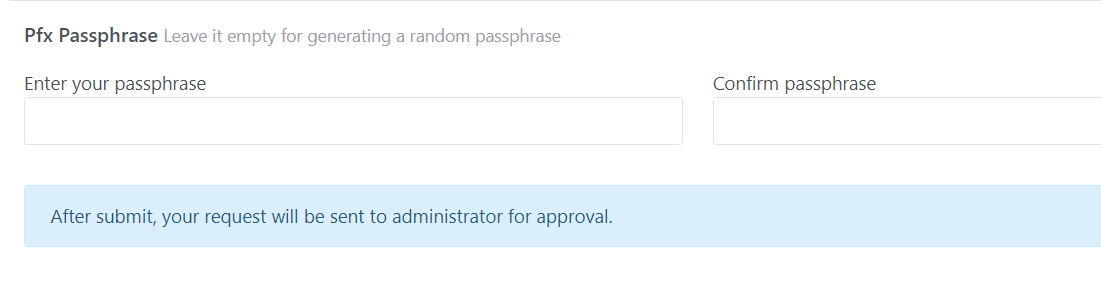 Pfx Passphrase Leave it empty for generating a random passphrase
Enter your passphrase
Confirm passphrase
After submit, your request will be sent to administrator for approval.